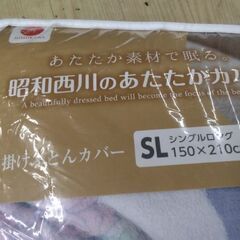 あたたか素材で眠る。
昭和西川のあたたか
A beautifully dressed bed will become the focus of the
掛けふとんカバー
SL シングルロング
150×210c